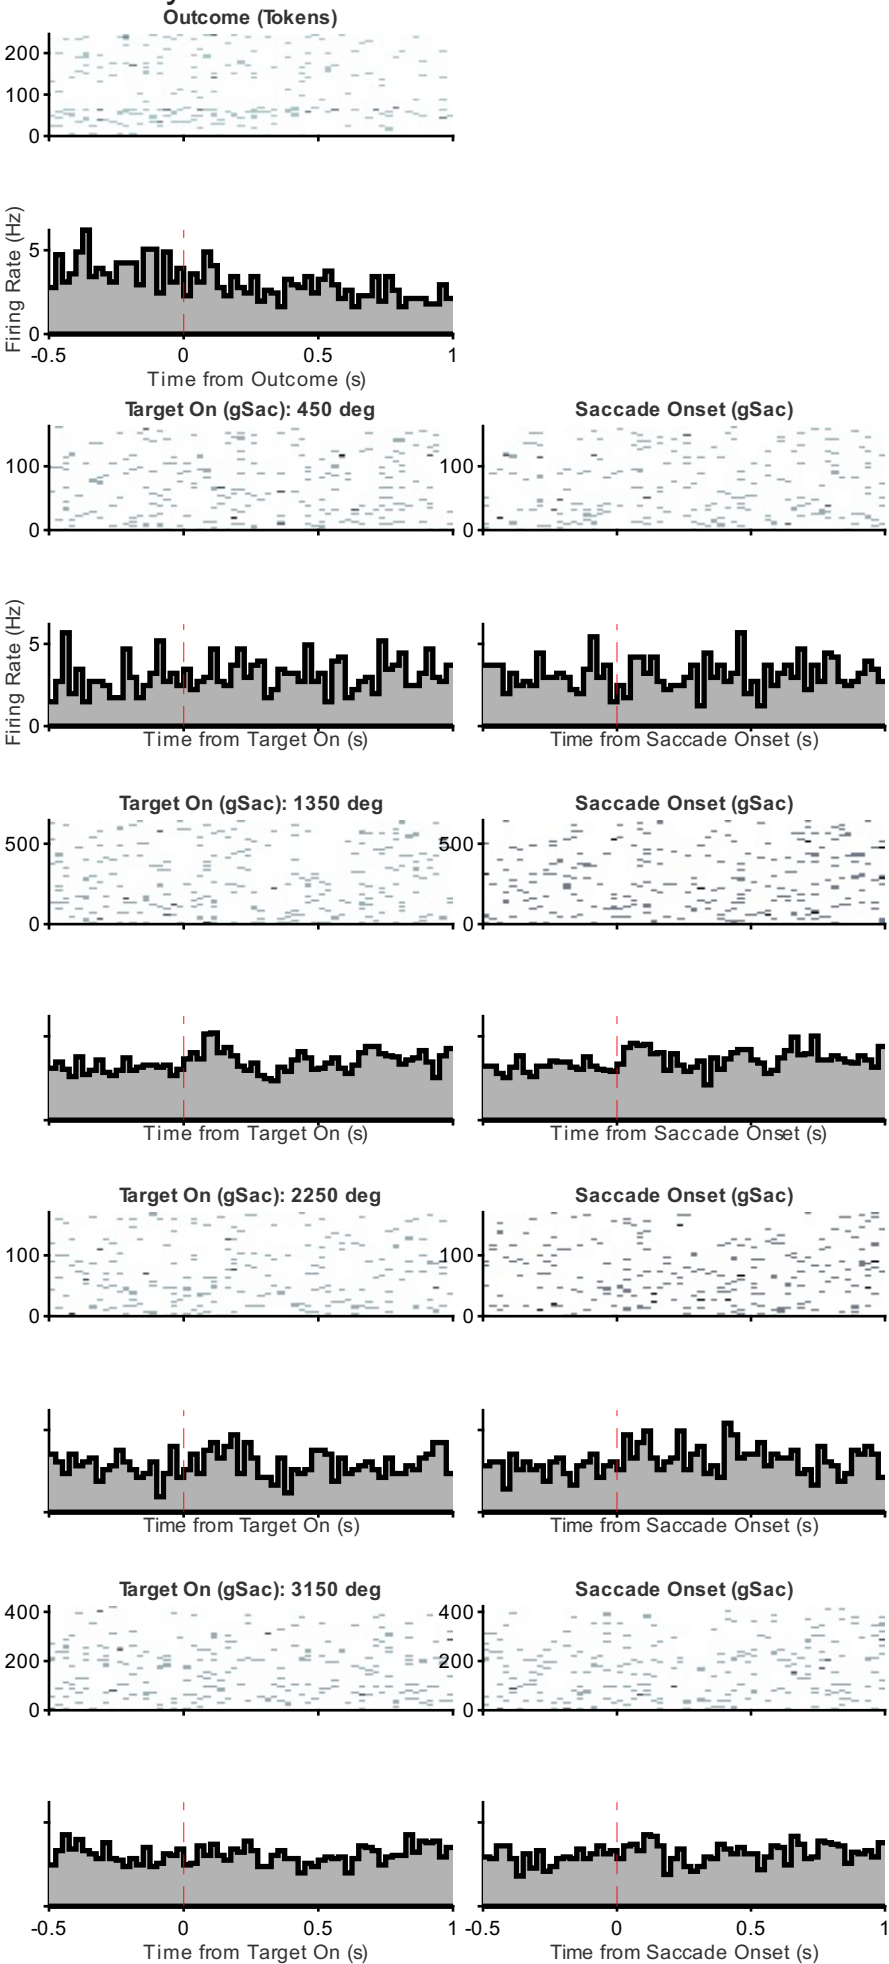 Outcome (Tokens)
200
100
0
Firing Rate (Hz)
5
0
-0.5 0 0.5 1
Time from Outcome (s)
Target On (gSac): 450 deg Saccade Onset (gSac)
100 100
0 0
Firing Rate (Hz)
5
0
Time from Target On (s) Time from Saccade Onset (s)
Target On (gSac): 1350 deg Saccade Onset (gSac)
500 500
0 0
Time from Target On (s) Time from Saccade Onset (s)
Target On (gSac): 2250 deg Saccade Onset (gSac)
100 100
0 0
Time from Target On (s) Time from Saccade Onset (s)
Target On (gSac): 3150 deg Saccade Onset (gSac)
400 400
200 200
0 0
-0.5 0 0.5 1 -0.5 0 0.5 1
Time from Target On (s) Time from Saccade Onset (s)